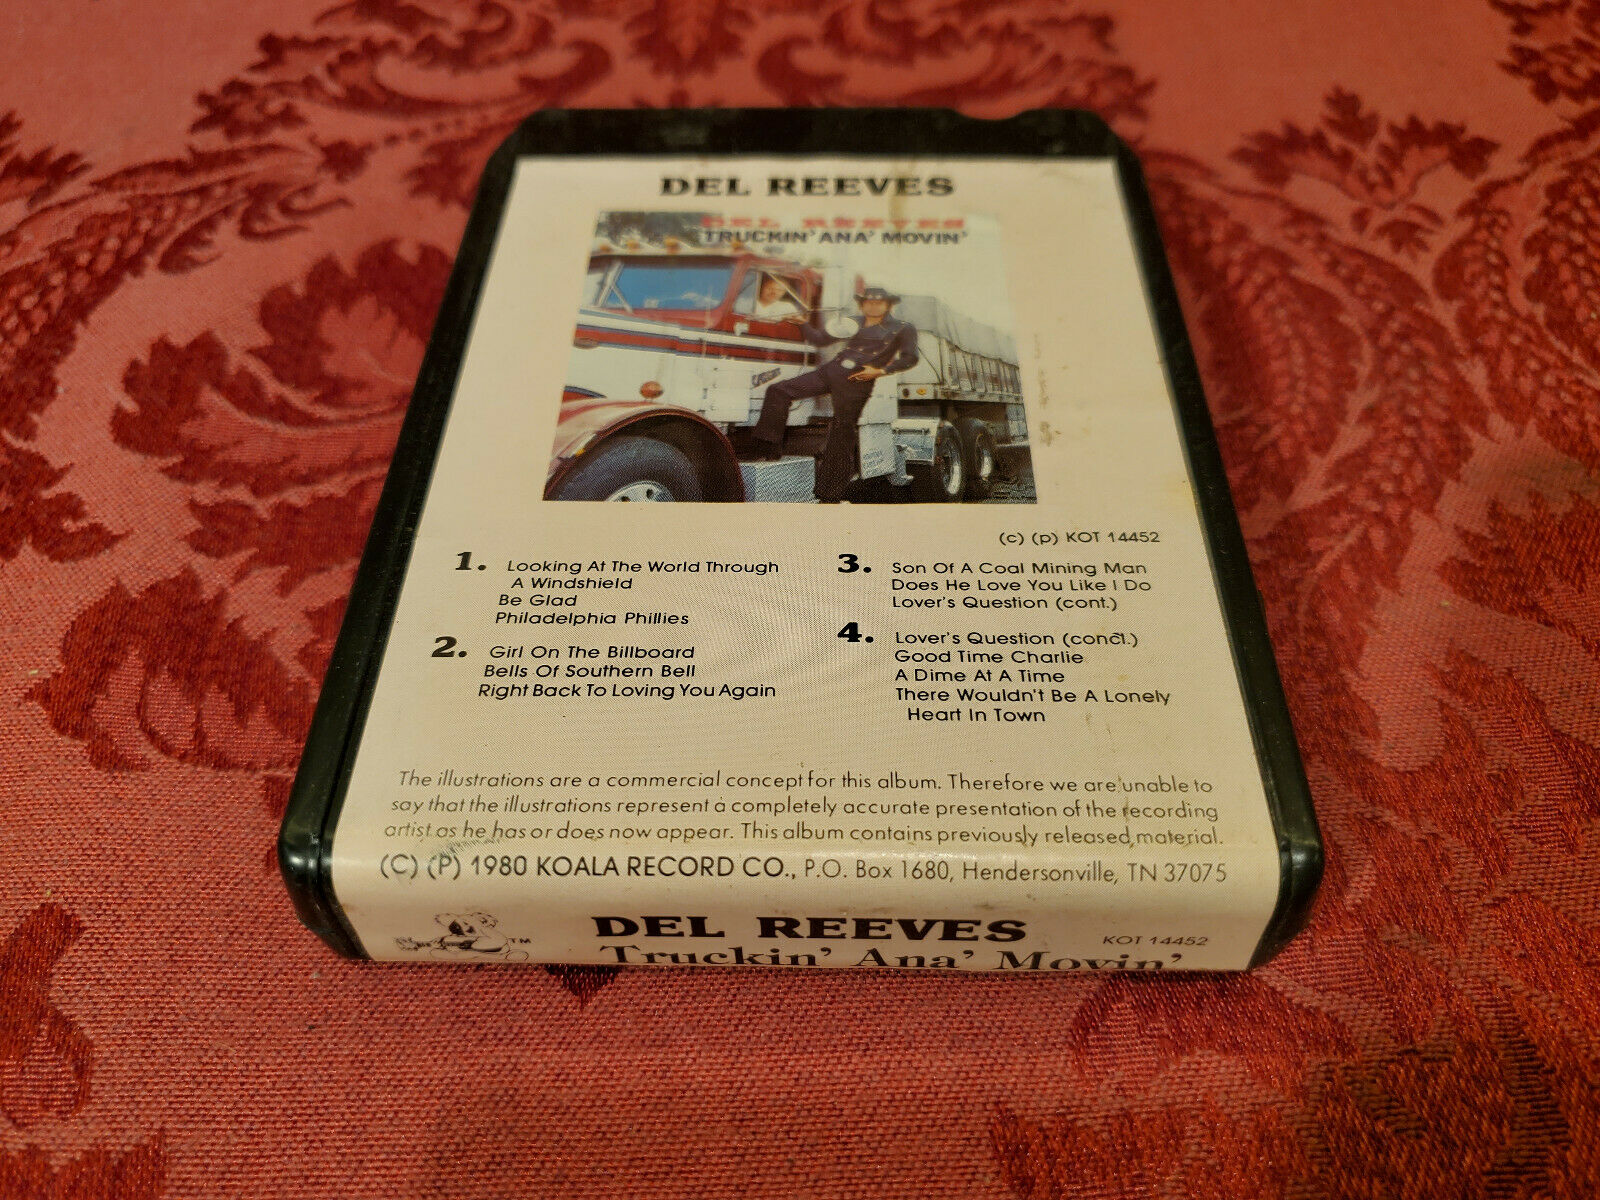 DEL REEVES
DEL REEVES
TRUCKIN' ANA' MOVIN'
(c) (p) KOT 14452
1. Looking At The World Through
A Windshield
Be Glad
Philadelphia Phillies
2. Girl On The Billboard
Bells Of Southern Bell
Right Back To Loving You Again
3. Son Of A Coal Mining Man
Does He Love You Like I Do
Lover's Question (cont.)
4. Lover's Question (concl.)
Good Time Charlie
A Dime At A Time
There Wouldn't Be A Lonely
Heart In Town
The illustrations are a commercial concept for this album. Therefore we are unable to
say that the illustrations represent a completely accurate presentation of the recording
artist as he has or does now appear. This album contains previously released material.
(C) (P) 1980 KOALA RECORD CO., P.O. Box 1680, Hendersonville, TN 37075
TM
DEL REEVES
KOT 14452
Truckin' Ana' Movin'